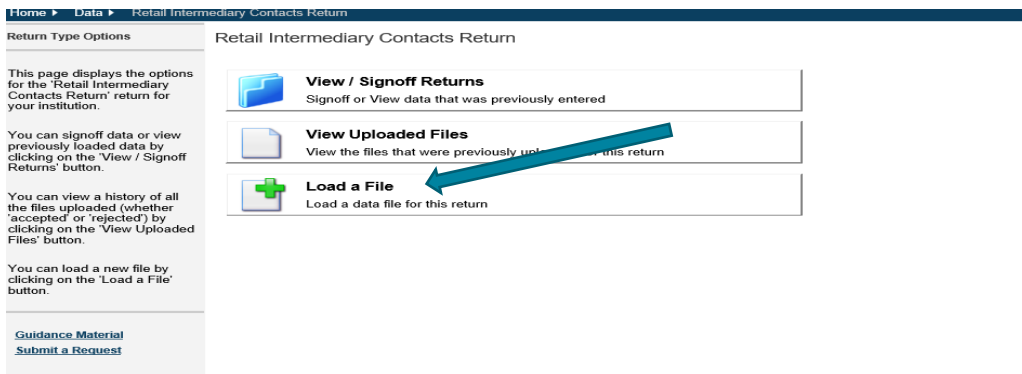 Home ▸ Data ▸ Retail Intermediary Contacts Return
Return Type Options
This page displays the options
for the 'Retail Intermediary
Contacts Return' return for
your institution.
You can signoff data or view
previously loaded data by
clicking on the 'View / Signoff
Returns' button.
You can view a history of all
the files uploaded (whether
'accepted' or 'rejected') by
clicking on the 'View Uploaded
Files' button.
You can load a new file by
clicking on the 'Load a File'
button.
Guidance Material
Submit a Request
Retail Intermediary Contacts Return
View / Signoff Returns
Signoff or View data that was previously entered
View Uploaded Files
View the files that were previously this return
Load a File
Load a data file for this return